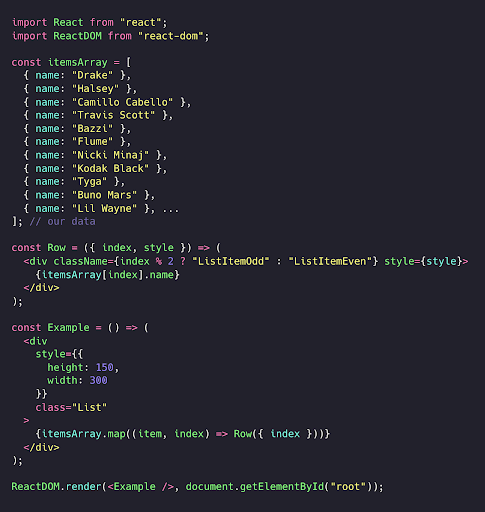 import React from "react";
import ReactDOM from "react-dom";
const itemsArray = [
{ name: "Drake" },
{ name: "Halsey" },
{ name: "Camillo Cabello" },
{ name: "Travis Scott" },
{ name: "Bazzi" },
{ name: "Flume" },
{ name: "Nicki Minaj" },
{ name: "Kodak Black" },
{ name: "Tyga" },
{ name: "Buno Mars" },
{ name: "Lil Wayne" }, ...
]; // our data
const Row = ({ index, style }) => (
<div className={index % 2 ? "ListItemOdd" : "ListItemEven"} style={style}>
{itemsArray[index].name}
</div>
);
const Example = () => (
<div
style={{
height: 150,
width: 300
}}
class="List"
>
{itemsArray.map((item, index) => Row({ index }))}
</div>
);
ReactDOM.render(<Example />, document.getElementById("root"));